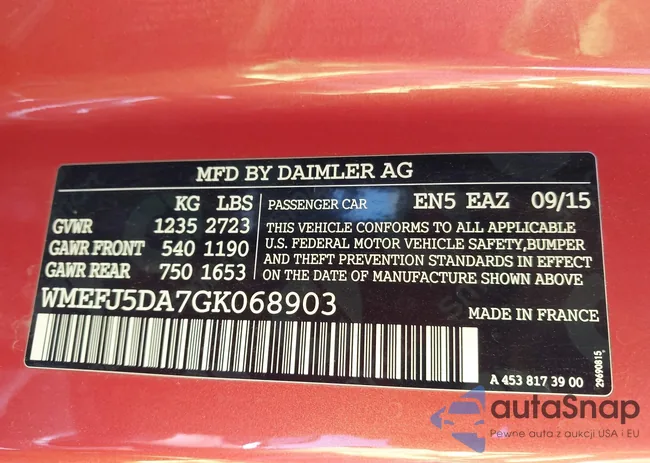 MFD BY DAIMLER AG
KG LBS
GVWR 1235 2723
GAWR FRONT 540 1190
GAWR REAR 750 1653
PASSENGER CAR EN5 EAZ 09/15
THIS VEHICLE CONFORMS TO ALL APPLICABLE
U.S. FEDERAL MOTOR VEHICLE SAFETY,BUMPER
AND THEFT PREVENTION STANDARDS IN EFFECT
ON THE DATE OF MANUFACTURE SHOWN ABOVE
WMEFJ5DA7GK068903
MADE IN FRANCE
A 453 817 39 00
29690815
autaSnap
Pewne auta z aukcji USA i EU